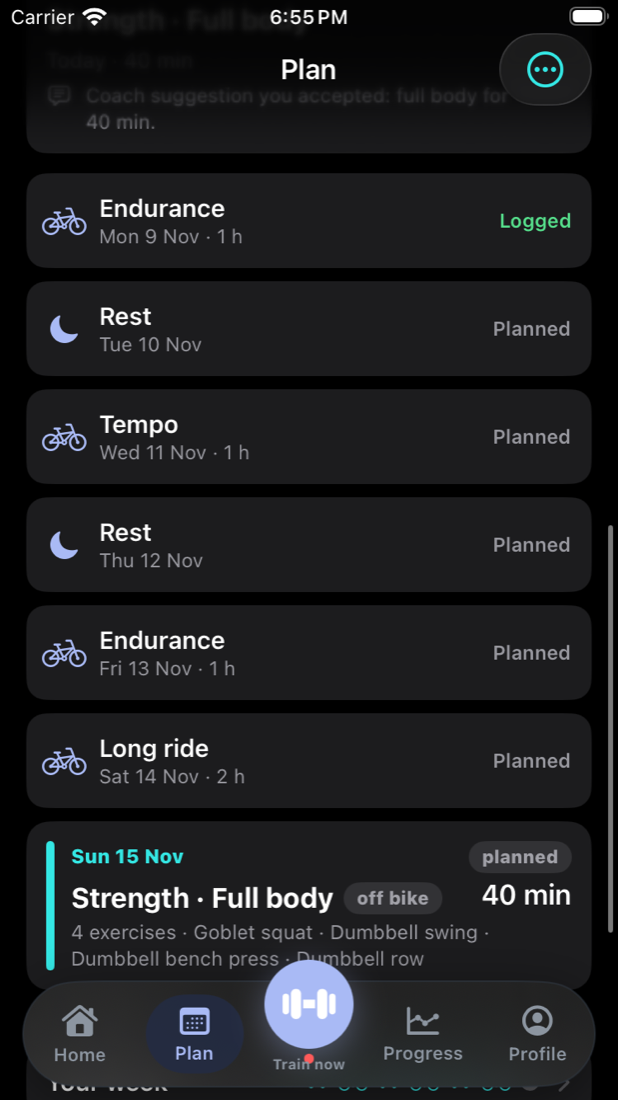 Carrier
6:55 PM
Strength · Full body
Today · 40 min
Plan
Coach suggestion you accepted: full body for
40 min.
Endurance
Mon 9 Nov · 1 h
Logged
Rest
Tue 10 Nov
Planned
Tempo
Wed 11 Nov · 1 h
Planned
Rest
Thu 12 Nov
Planned
Endurance
Fri 13 Nov · 1 h
Planned
Long ride
Sat 14 Nov · 2 h
Planned
Sun 15 Nov
planned
Strength · Full body
off bike
40 min
4 exercises · Goblet squat · Dumbbell swing ·
Dumbbell bench press · Dumbbell row
Home
Plan
Train now
Progress
Profile
Your week